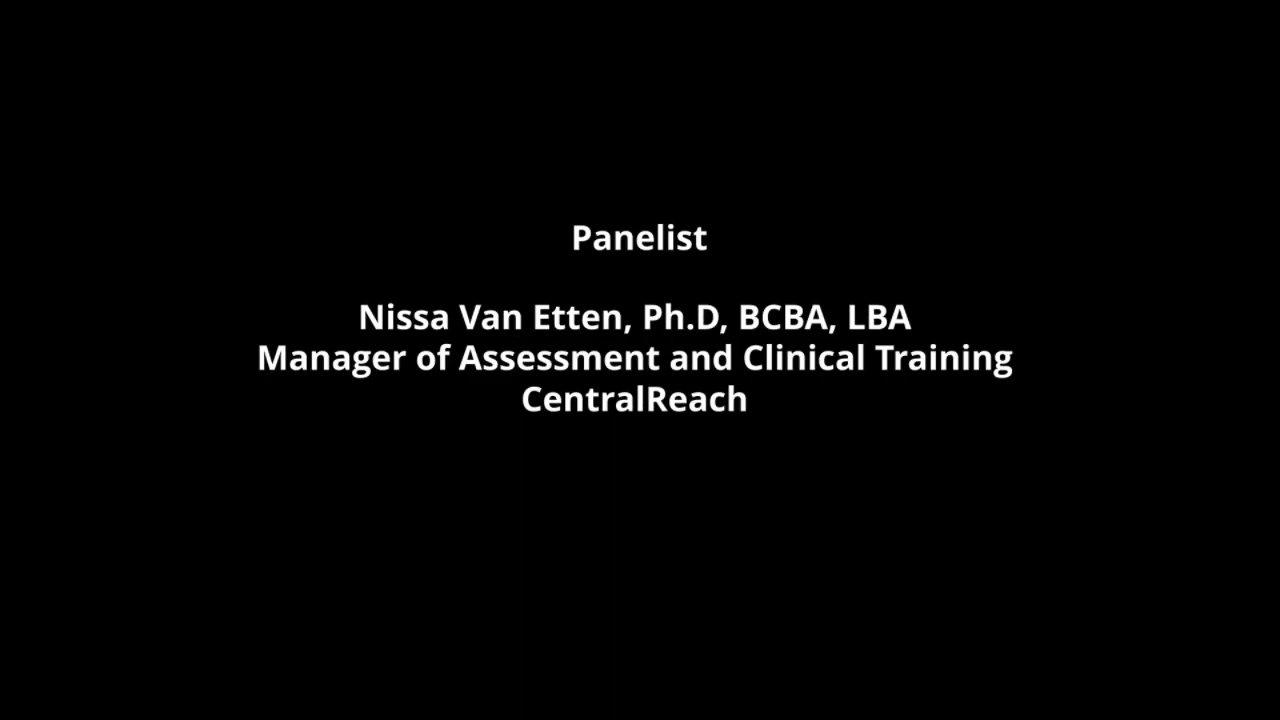 Panelist
Nissa Van Etten, Ph.D, BCBA, LBA
Manager of Assessment and Clinical Training
CentralReach